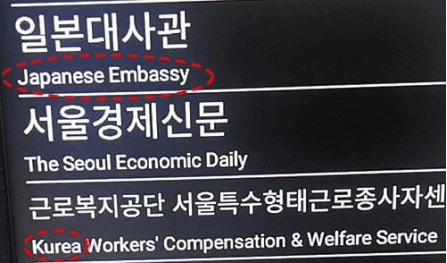 일본대사관
Japanese Embassy
서울경제신문
The Seoul Economic Daily
근로복지공단 서울특수형태근로종사자센
Kurea Workers' Compensation & Welfare Service